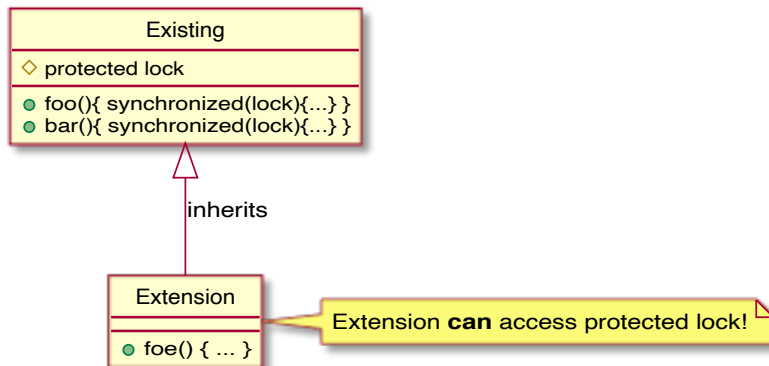 Existing
protected lock
foo(){ synchronized(lock){...} }
bar(){ synchronized(lock){...} }
inherits
Extension
foe() { ... }
Extension can access protected lock!